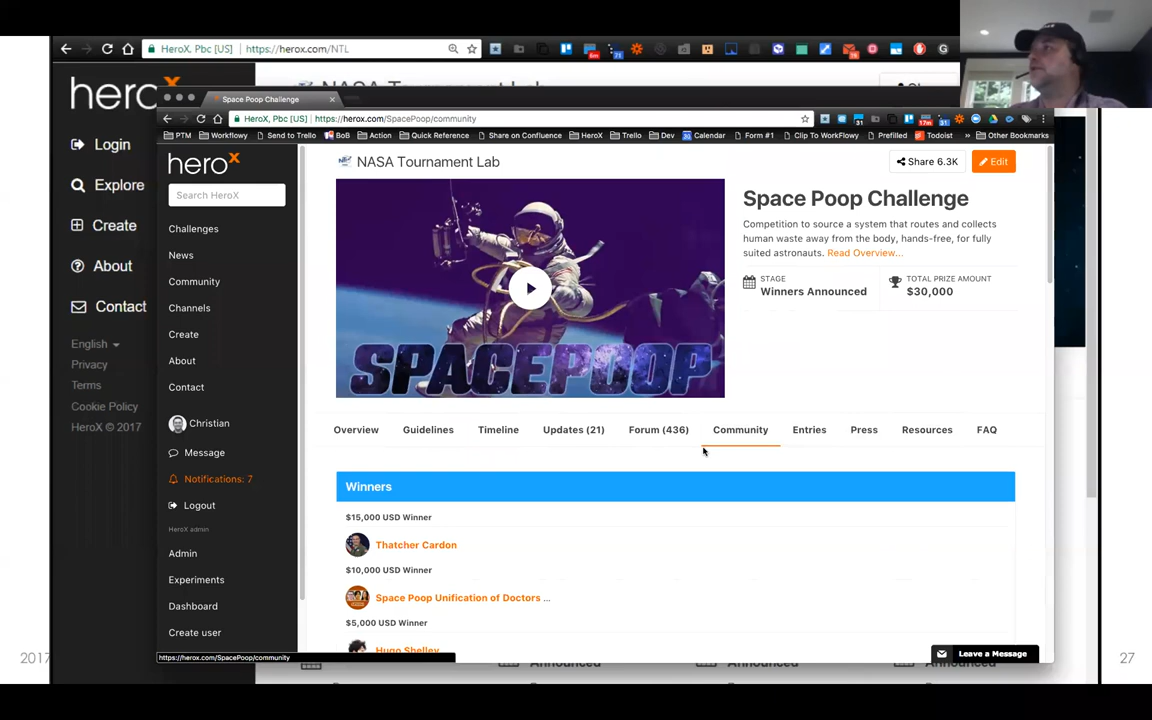 HeroX, Pbc [US] | https://herox.com/NTL
heroX
Login
Explore
Create
About
Contact
English
Privacy
Terms
Cookie Policy
HeroX © 2017
2017
27
Space Poop Challenge
HeroX, Pbc [US] | https://herox.com/SpacePoop/community
PTM
Workflowy
Send to Trello
BoB
Action
Quick Reference
Share on Confluence
HeroX
Trello
Dev
Calendar
Form #1
Clip To WorkFlowy
Prefilled
Todoist
» Other Bookmarks
heroX
Search HeroX
Challenges
News
Community
Channels
Create
About
Contact
Christian
Message
Notifications: 7
Logout
HeroX admin
Admin
Experiments
Dashboard
Create user
NASA Tournament Lab
Share 6.3K
Edit
SPACEPOOP
Space Poop Challenge
Competition to source a system that routes and collects
human waste away from the body, hands-free, for fully
suited astronauts. Read Overview...
STAGE
Winners Announced
TOTAL PRIZE AMOUNT
$30,000
Overview
Guidelines
Timeline
Updates (21)
Forum (436)
Community
Entries
Press
Resources
FAQ
Winners
$15,000 USD Winner
Thatcher Cardon
$10,000 USD Winner
Space Poop Unification of Doctors ...
$5,000 USD Winner
Hugo Shelley
https://herox.com/SpacePoop/community
Leave a Message